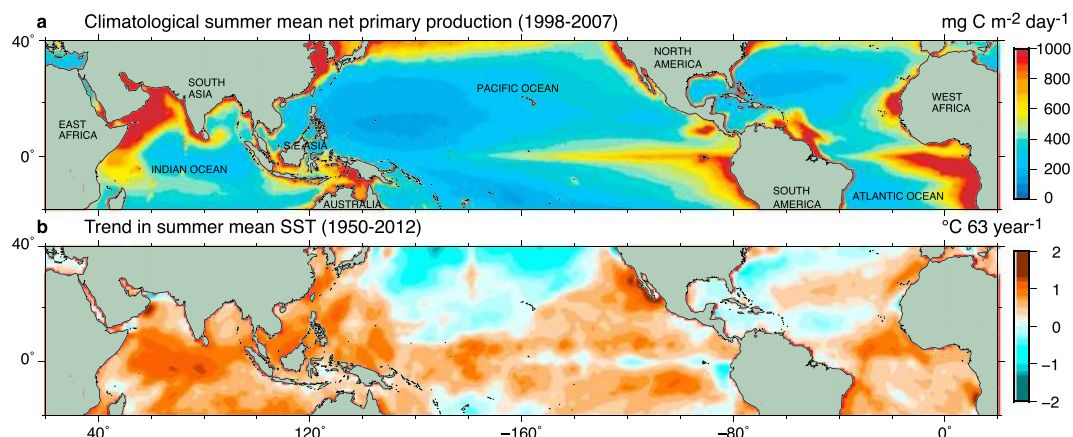 a Climatological summer mean net primary production (1998-2007) mg C m⁻² day⁻¹
40°
0°
EAST
AFRICA
SOUTH
ASIA
S.E.ASIA
INDIAN OCEAN
AUSTRALIA
PACIFIC OCEAN
NORTH
AMERICA
SOUTH
AMERICA
ATLANTIC OCEAN
WEST
AFRICA
1000
800
600
400
200
0
b Trend in summer mean SST (1950-2012) °C 63 year⁻¹
40°
0°
2
1
0
−1
−2
40° 120° −160° −80° 0°